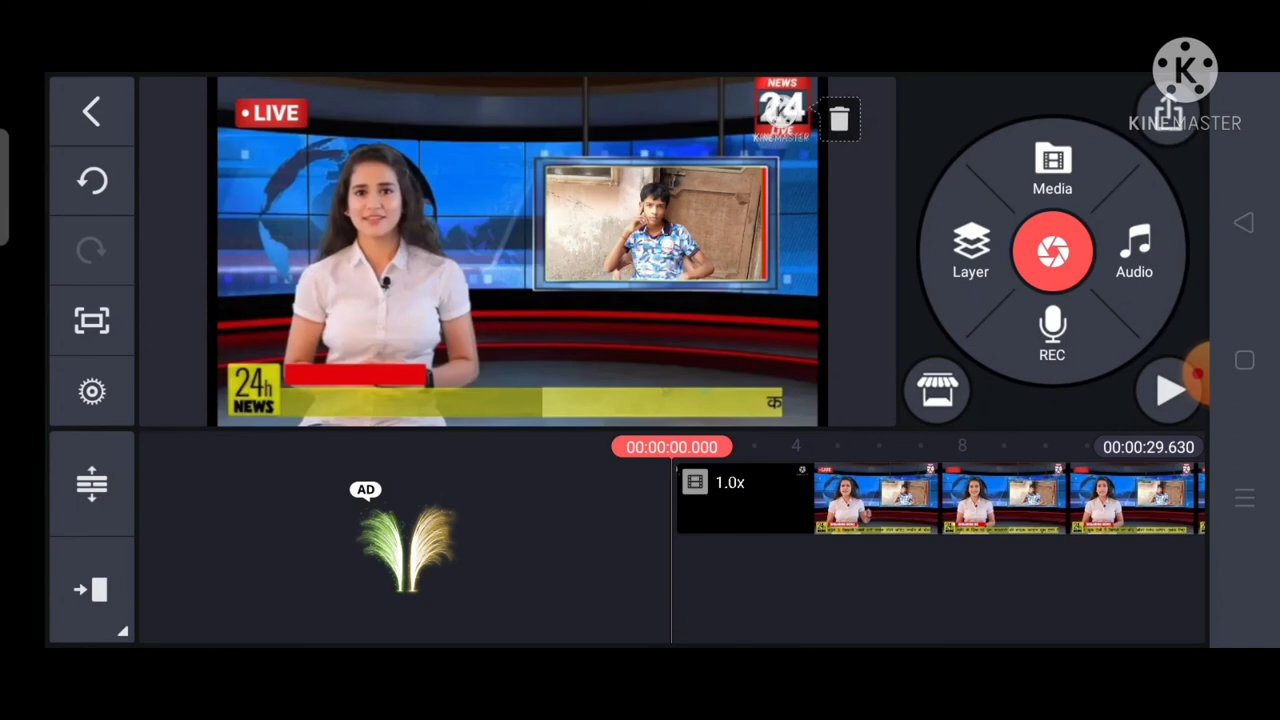 NEWS
24
LIVE
KINEMASTER
• LIVE
KINEMASTER
Media
Layer
Audio
REC
24h
NEWS
क
00:00:00.000
4
8
00:00:29.630
AD
1.0x